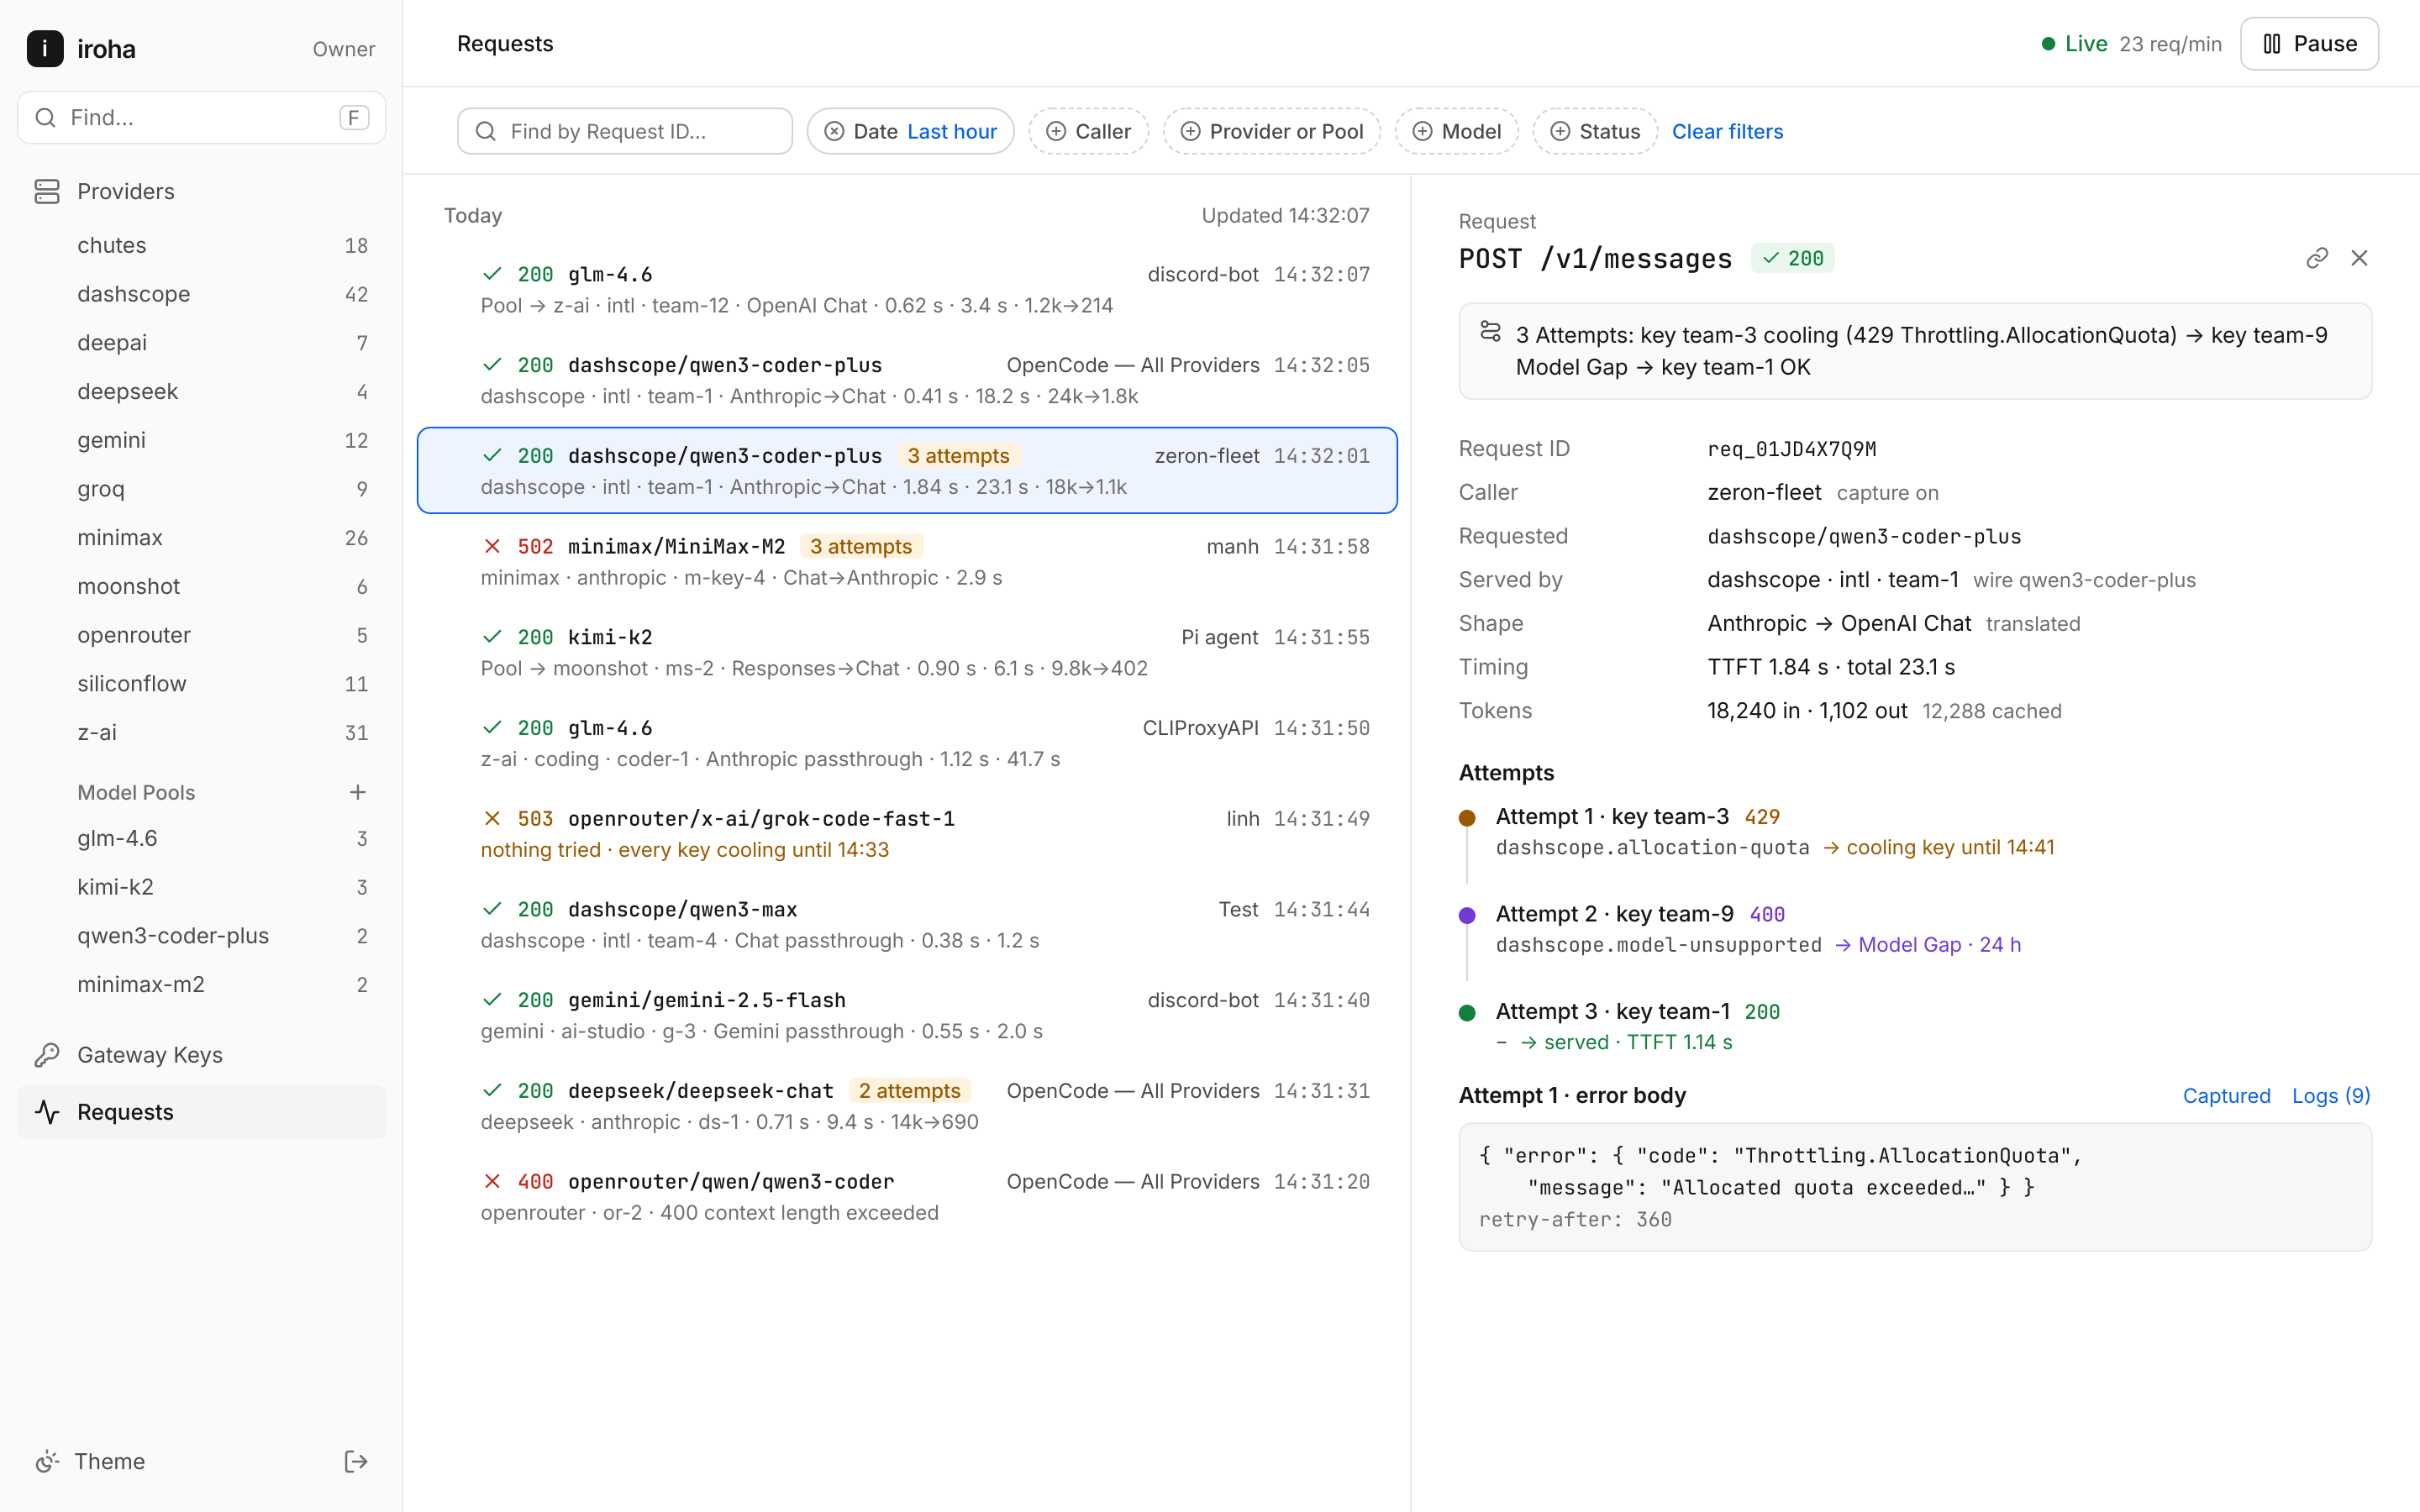 i iroha Owner
Find... F
Providers
chutes 18
dashscope 42
deepai 7
deepseek 4
gemini 12
groq 9
minimax 26
moonshot 6
openrouter 5
siliconflow 11
z-ai 31
Model Pools
glm-4.6 3
kimi-k2 3
qwen3-coder-plus 2
minimax-m2 2
Gateway Keys
Requests
Theme
Requests Live 23 req/min Pause
Find by Request ID... Date Last hour Caller Provider or Pool Model Status Clear filters
Today Updated 14:32:07
200 glm-4.6 discord-bot 14:32:07
Pool → z-ai · intl · team-12 · OpenAI Chat · 0.62 s · 3.4 s · 1.2k→214
200 dashscope/qwen3-coder-plus OpenCode — All Providers 14:32:05
dashscope · intl · team-1 · Anthropic→Chat · 0.41 s · 18.2 s · 24k→1.8k
200 dashscope/qwen3-coder-plus 3 attempts zeron-fleet 14:32:01
dashscope · intl · team-1 · Anthropic→Chat · 1.84 s · 23.1 s · 18k→1.1k
502 minimax/MiniMax-M2 3 attempts manh 14:31:58
minimax · anthropic · m-key-4 · Chat→Anthropic · 2.9 s
200 kimi-k2 Pi agent 14:31:55
Pool → moonshot · ms-2 · Responses→Chat · 0.90 s · 6.1 s · 9.8k→402
200 glm-4.6 CLIProxyAPI 14:31:50
z-ai · coding · coder-1 · Anthropic passthrough · 1.12 s · 41.7 s
503 openrouter/x-ai/grok-code-fast-1 linh 14:31:49
nothing tried · every key cooling until 14:33
200 dashscope/qwen3-max Test 14:31:44
dashscope · intl · team-4 · Chat passthrough · 0.38 s · 1.2 s
200 gemini/gemini-2.5-flash discord-bot 14:31:40
gemini · ai-studio · g-3 · Gemini passthrough · 0.55 s · 2.0 s
200 deepseek/deepseek-chat 2 attempts OpenCode — All Providers 14:31:31
deepseek · anthropic · ds-1 · 0.71 s · 9.4 s · 14k→690
400 openrouter/qwen/qwen3-coder OpenCode — All Providers 14:31:20
openrouter · or-2 · 400 context length exceeded
Request
POST /v1/messages 200
3 Attempts: key team-3 cooling (429 Throttling.AllocationQuota) → key team-9
Model Gap → key team-1 OK
Request ID req_01JD4X7Q9M
Caller zeron-fleet capture on
Requested dashscope/qwen3-coder-plus
Served by dashscope · intl · team-1 wire qwen3-coder-plus
Shape Anthropic → OpenAI Chat translated
Timing TTFT 1.84 s · total 23.1 s
Tokens 18,240 in · 1,102 out 12,288 cached
Attempts
Attempt 1 · key team-3 429
dashscope.allocation-quota → cooling key until 14:41
Attempt 2 · key team-9 400
dashscope.model-unsupported → Model Gap · 24 h
Attempt 3 · key team-1 200
– → served · TTFT 1.14 s
Attempt 1 · error body Captured Logs (9)
{ "error": { "code": "Throttling.AllocationQuota",
"message": "Allocated quota exceeded…" } }
retry-after: 360